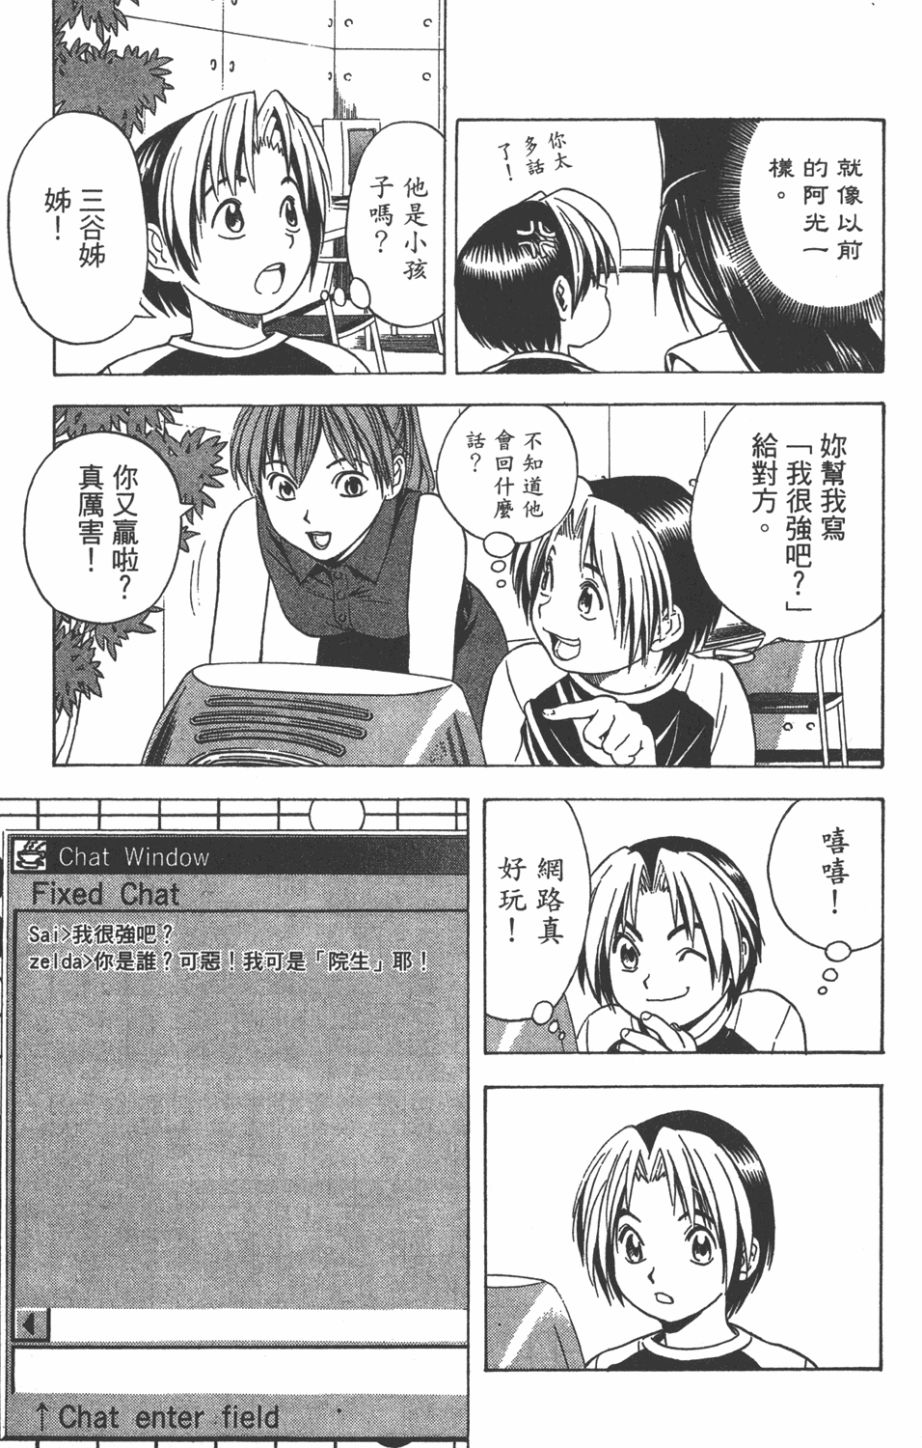 就像以前
的阿光一
樣。
你太
多話
了！
他是小孩
子嗎？
三谷姊
姊！
妳幫我寫
「我很強吧？」
給對方。
不知道他
會回什麼
話？
你又贏啦？
真厲害！
嘻嘻！
網路真
好玩！
Chat Window
Fixed Chat
Sai>我很強吧？
zelda>你是誰？可惡！我可是「院生」耶！
↑Chat enter field